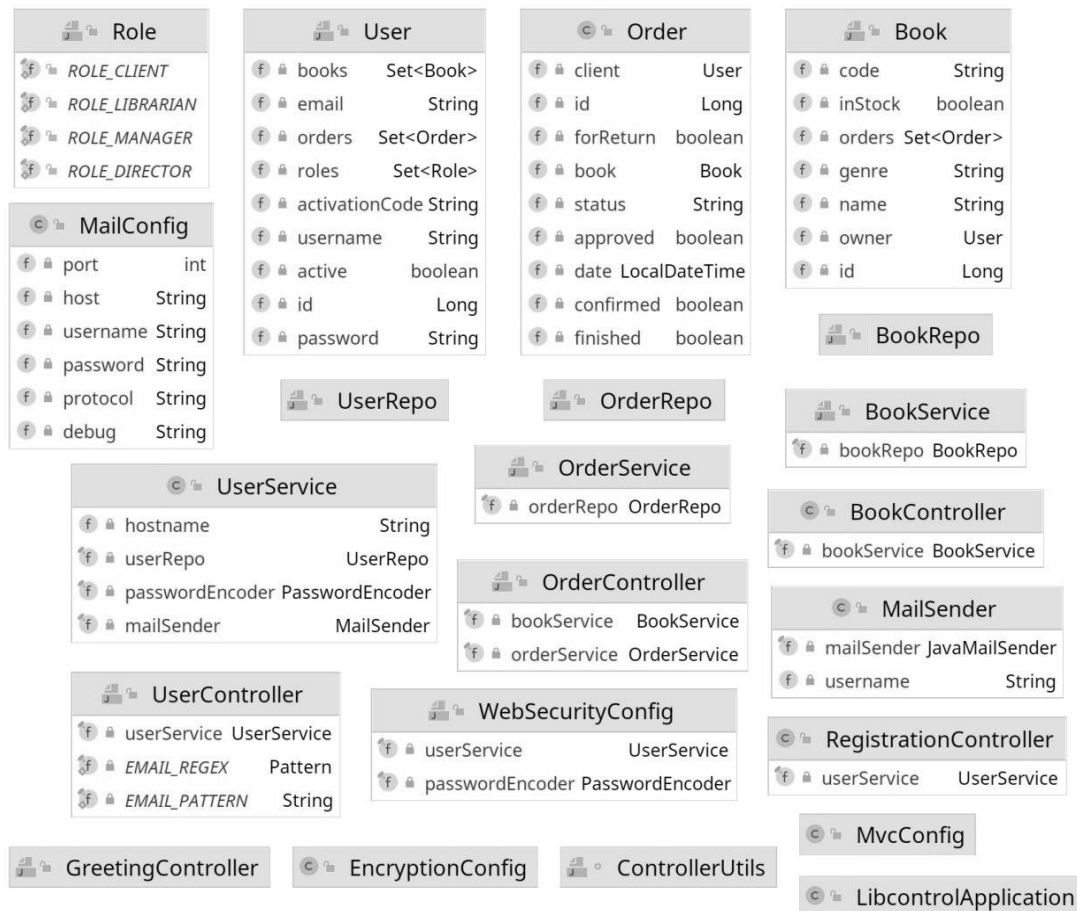 Role
ROLE_CLIENT
ROLE_LIBRARIAN
ROLE_MANAGER
ROLE_DIRECTOR
User
books Set<Book>
email String
orders Set<Order>
roles Set<Role>
activationCode String
username String
active boolean
id Long
password String
Order
client User
id Long
forReturn boolean
book Book
status String
approved boolean
date LocalDateTime
confirmed boolean
finished boolean
Book
code String
inStock boolean
orders Set<Order>
genre String
name String
owner User
id Long
MailConfig
port int
host String
username String
password String
protocol String
debug String
UserRepo
OrderRepo
BookRepo
BookService
bookRepo BookRepo
UserService
hostname String
userRepo UserRepo
passwordEncoder PasswordEncoder
mailSender MailSender
OrderService
orderRepo OrderRepo
BookController
bookService BookService
OrderController
bookService BookService
orderService OrderService
MailSender
mailSender JavaMailSender
username String
UserController
userService UserService
EMAIL_REGEX Pattern
EMAIL_PATTERN String
WebSecurityConfig
userService UserService
passwordEncoder PasswordEncoder
RegistrationController
userService UserService
MvcConfig
GreetingController
EncryptionConfig
ControllerUtils
LibcontrolApplication